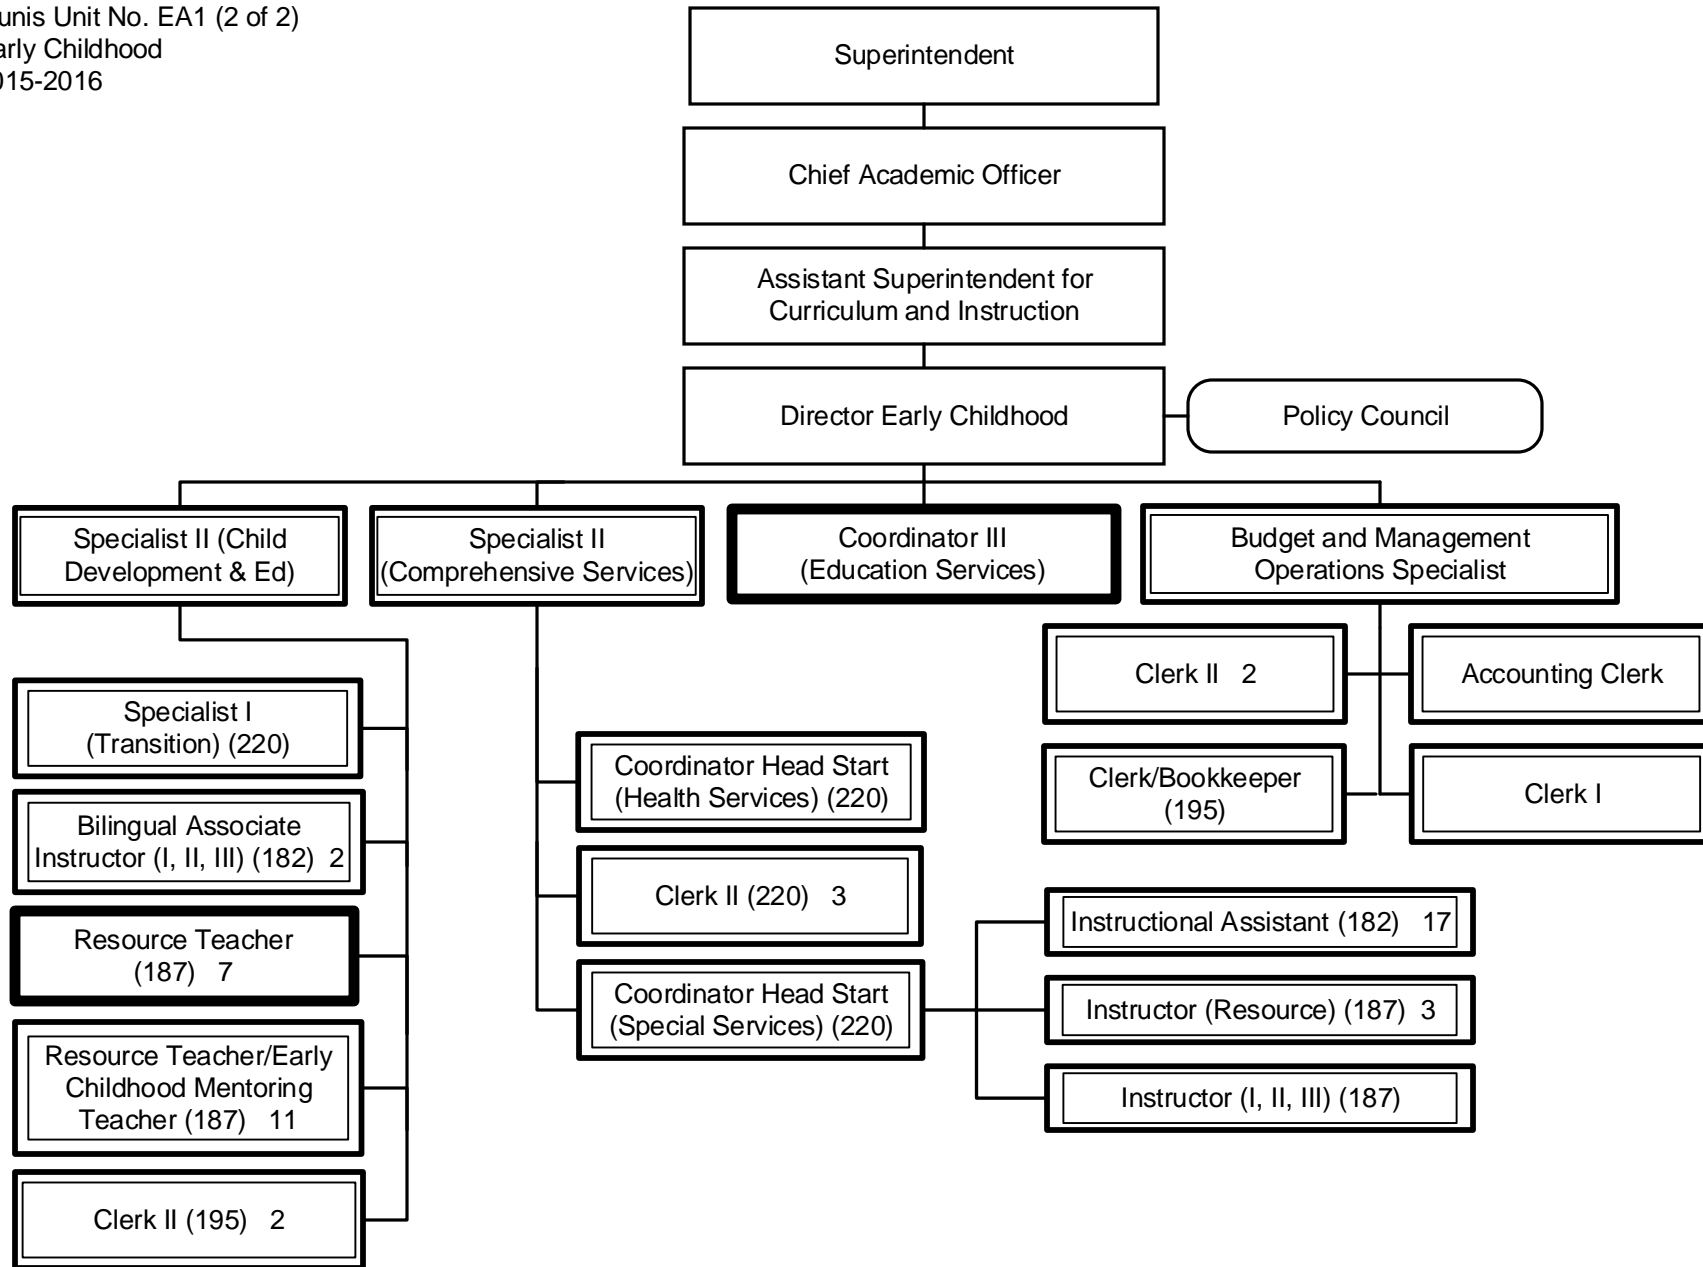 unis Unit No. EA1 (2 of 2)
arly Childhood
015-2016
Superintendent
Chief Academic Officer
Assistant Superintendent for
Curriculum and Instruction
Director Early Childhood
Policy Council
Specialist II (Child
Development & Ed)
Specialist II
(Comprehensive Services)
Coordinator III
(Education Services)
Budget and Management
Operations Specialist
Clerk II 2
Accounting Clerk
Clerk/Bookkeeper
(195)
Clerk I
Specialist I
(Transition) (220)
Bilingual Associate
Instructor (I, II, III) (182) 2
Resource Teacher
(187) 7
Resource Teacher/Early
Childhood Mentoring
Teacher (187) 11
Clerk II (195) 2
Coordinator Head Start
(Health Services) (220)
Clerk II (220) 3
Coordinator Head Start
(Special Services) (220)
Instructional Assistant (182) 17
Instructor (Resource) (187) 3
Instructor (I, II, III) (187)